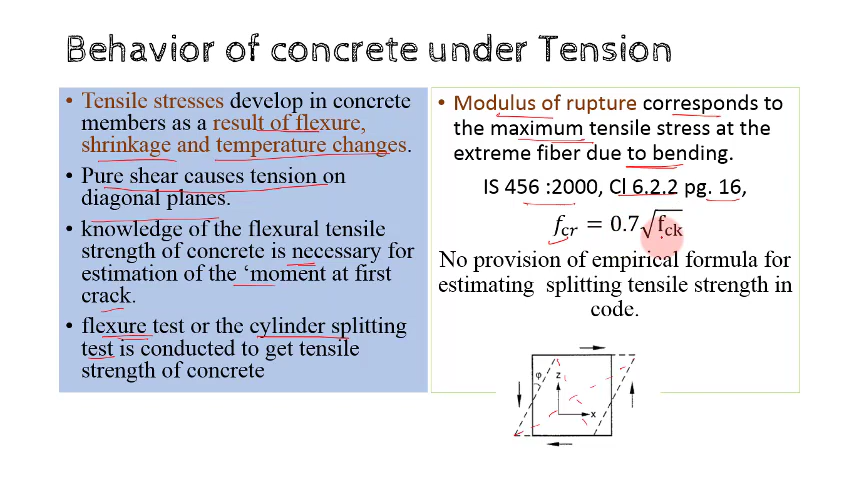 Behavior of concrete under Tension
• Tensile stresses develop in concrete
members as a result of flexure,
shrinkage and temperature changes.
• Pure shear causes tension on
diagonal planes.
• knowledge of the flexural tensile
strength of concrete is necessary for
estimation of the ‘moment at first
crack.
• flexure test or the cylinder splitting
test is conducted to get tensile
strength of concrete
• Modulus of rupture corresponds to
the maximum tensile stress at the
extreme fiber due to bending.
IS 456 :2000, Cl 6.2.2 pg. 16,
fcr = 0.7√fck
No provision of empirical formula for
estimating splitting tensile strength in
code.
φ z
x